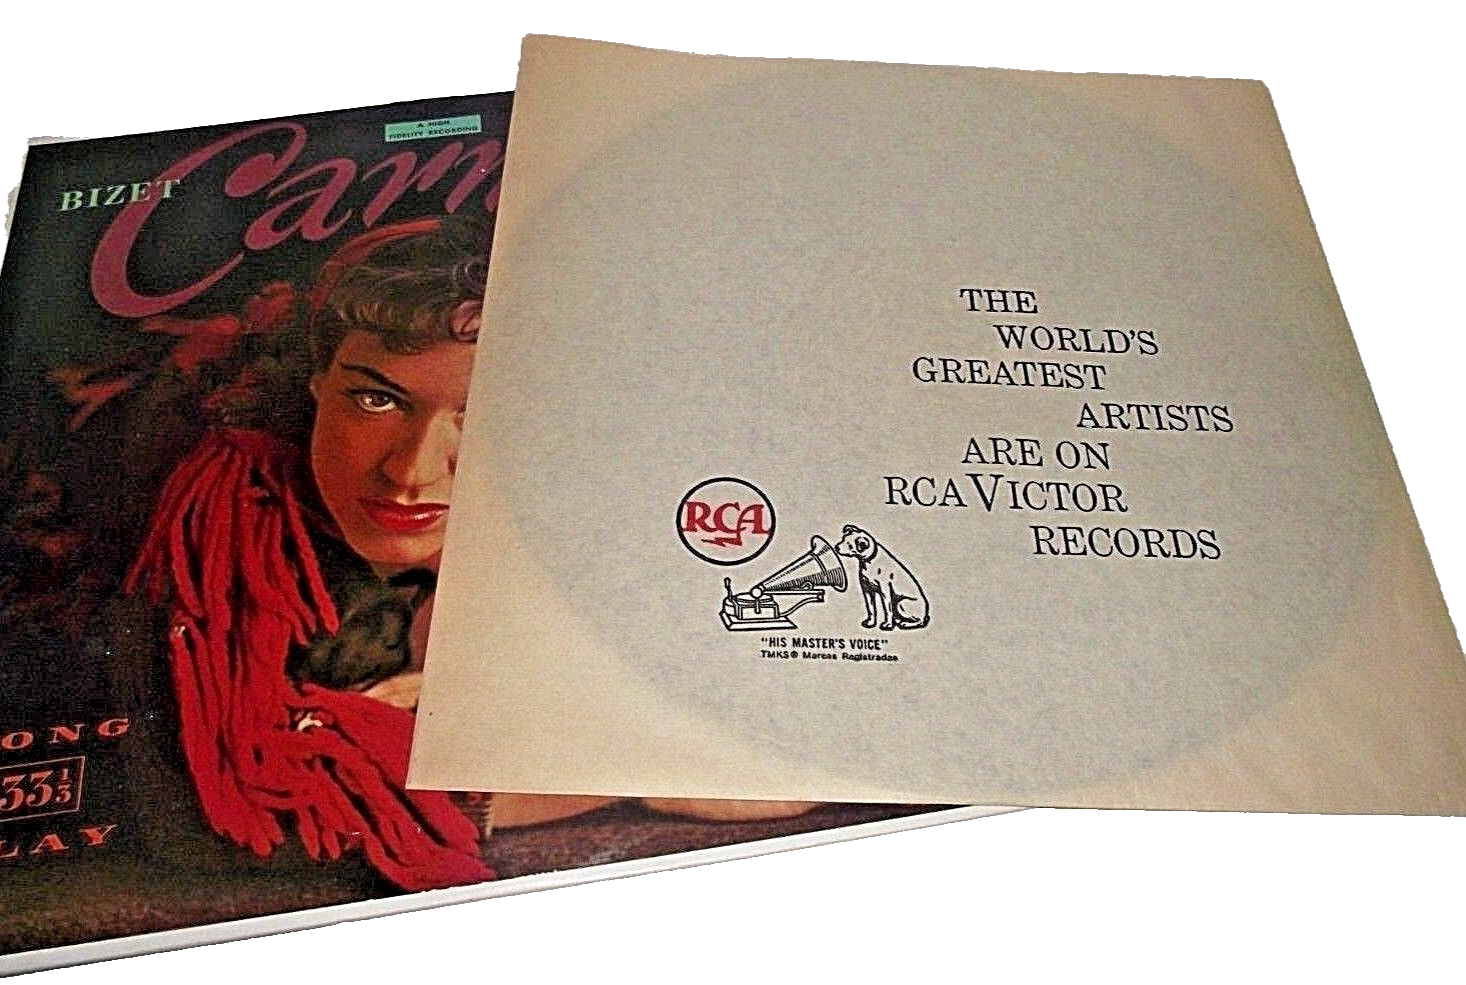 A HIGH
FIDELITY RECORDING
BIZET
Carm
ONG
33⅓
LAY
THE
WORLD'S
GREATEST
ARTISTS
ARE ON
RCA VICTOR
RECORDS
RCA
"HIS MASTER'S VOICE"
TMKS® Marcas Registradas